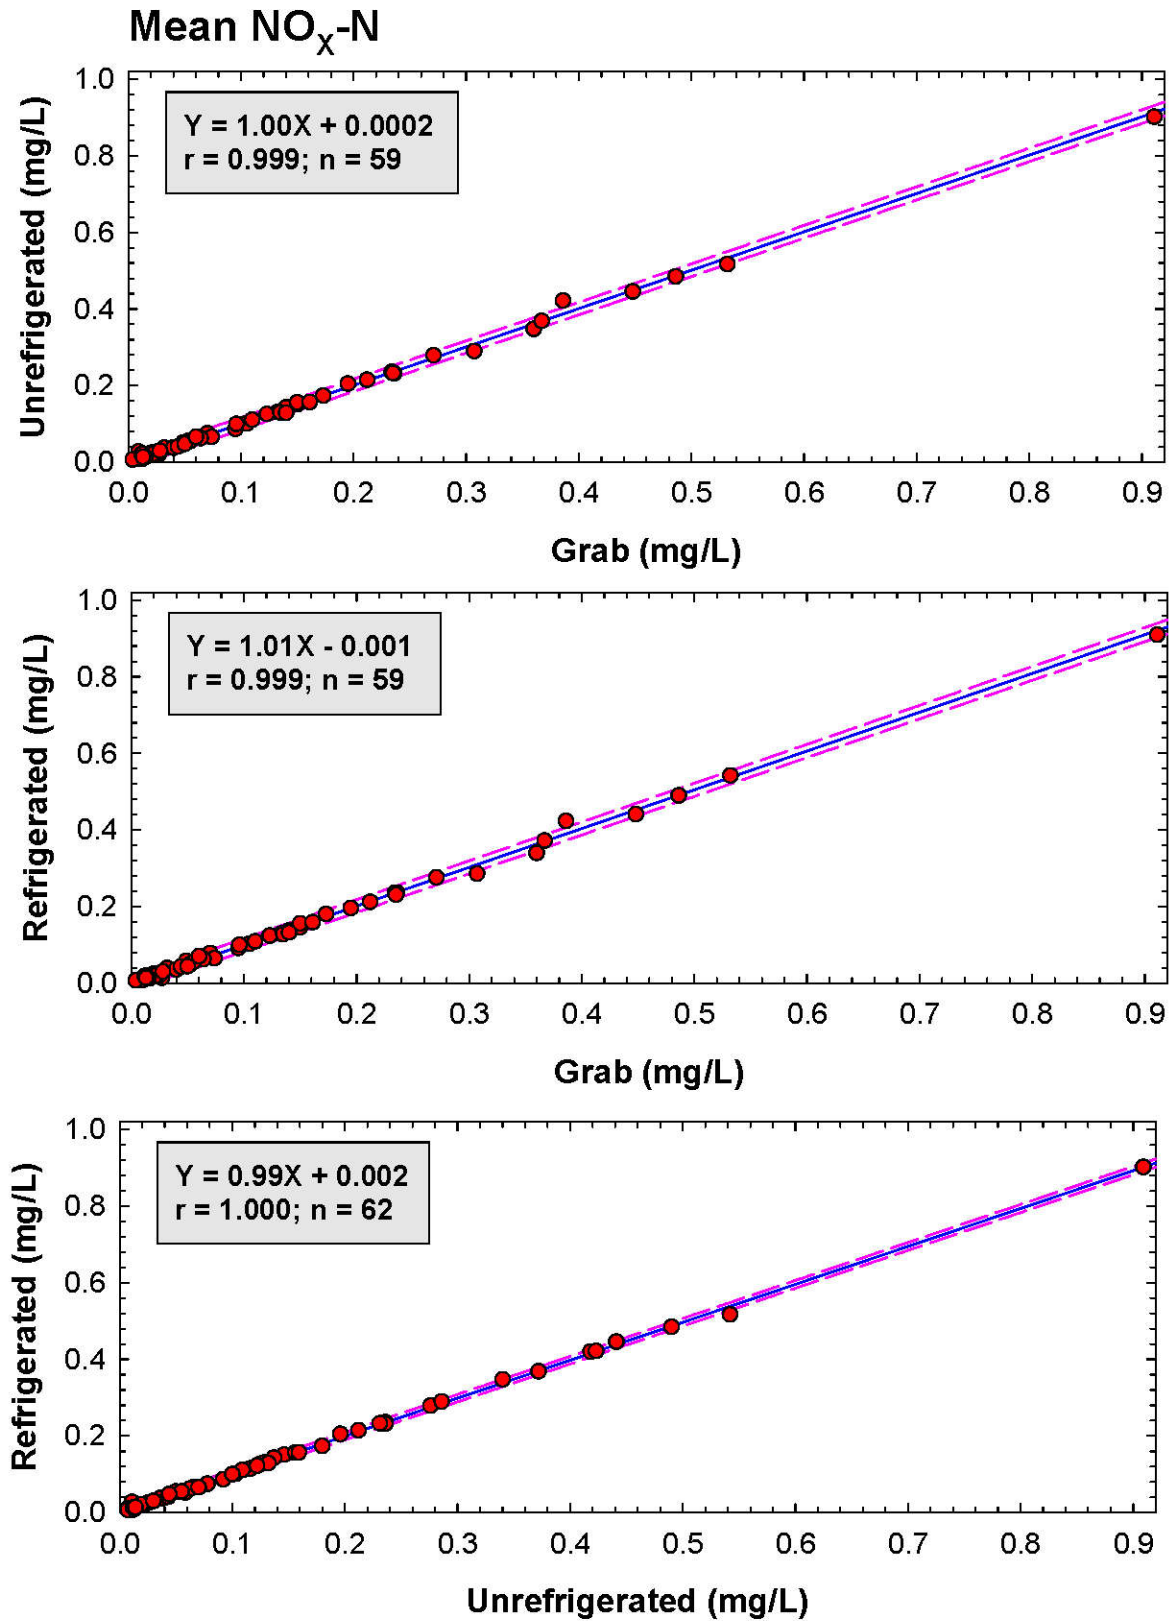 Mean NOX-N
Y = 1.00X + 0.0002
r = 0.999; n = 59
Unrefrigerated (mg/L)
1.0
0.8
0.6
0.4
0.2
0.0
0.0 0.1 0.2 0.3 0.4 0.5 0.6 0.7 0.8 0.9
Grab (mg/L)
Y = 1.01X - 0.001
r = 0.999; n = 59
Refrigerated (mg/L)
1.0
0.8
0.6
0.4
0.2
0.0
0.0 0.1 0.2 0.3 0.4 0.5 0.6 0.7 0.8 0.9
Grab (mg/L)
Y = 0.99X + 0.002
r = 1.000; n = 62
Refrigerated (mg/L)
1.0
0.8
0.6
0.4
0.2
0.0
0.0 0.1 0.2 0.3 0.4 0.5 0.6 0.7 0.8 0.9
Unrefrigerated (mg/L)